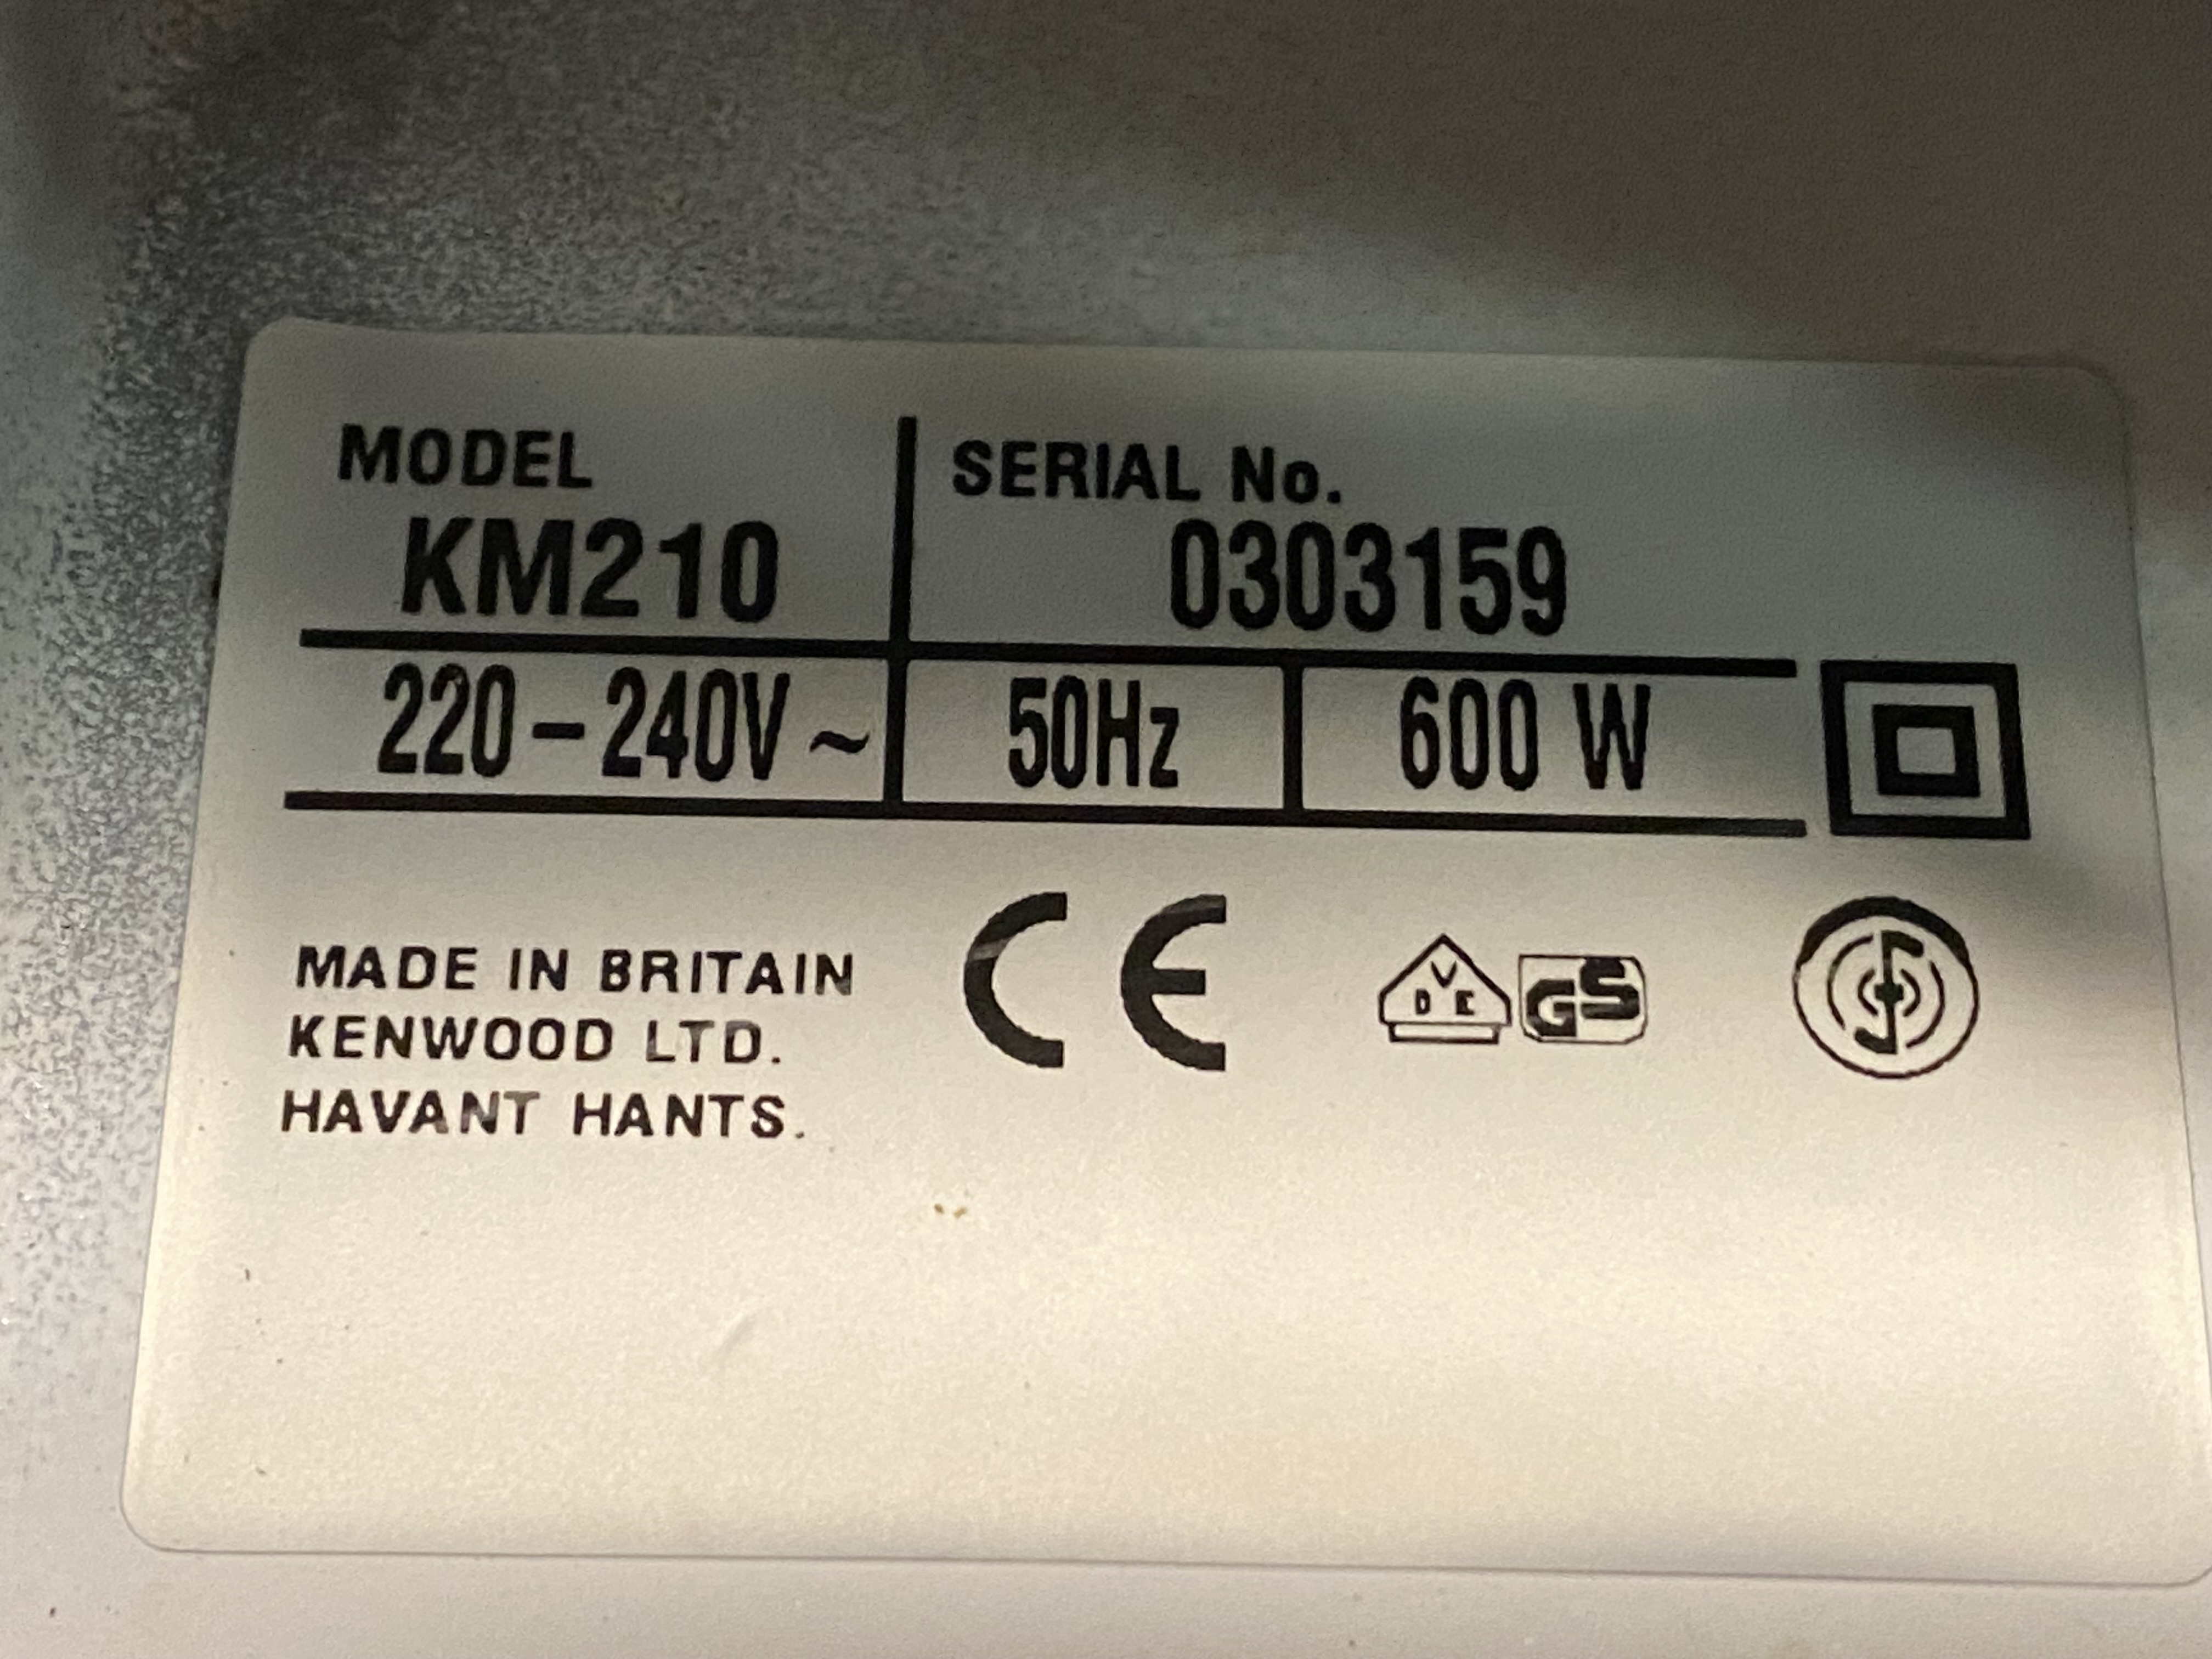 MODEL
SERIAL No.
KM210
0303159
220-240V~
50Hz
600 W
MADE IN BRITAIN
KENWOOD LTD.
HAVANT HANTS.
CE
VDE
GS